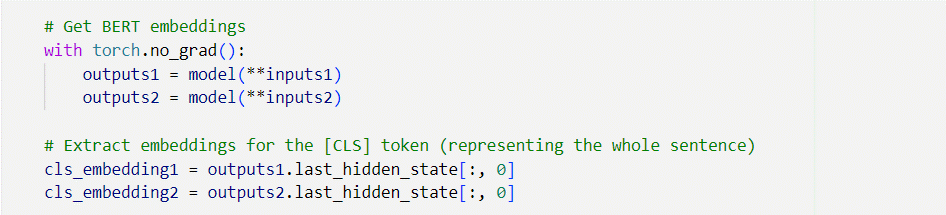 # Get BERT embeddings
with torch.no_grad():
    outputs1 = model(**inputs1)
    outputs2 = model(**inputs2)

# Extract embeddings for the [CLS] token (representing the whole sentence)
cls_embedding1 = outputs1.last_hidden_state[:, 0]
cls_embedding2 = outputs2.last_hidden_state[:, 0]